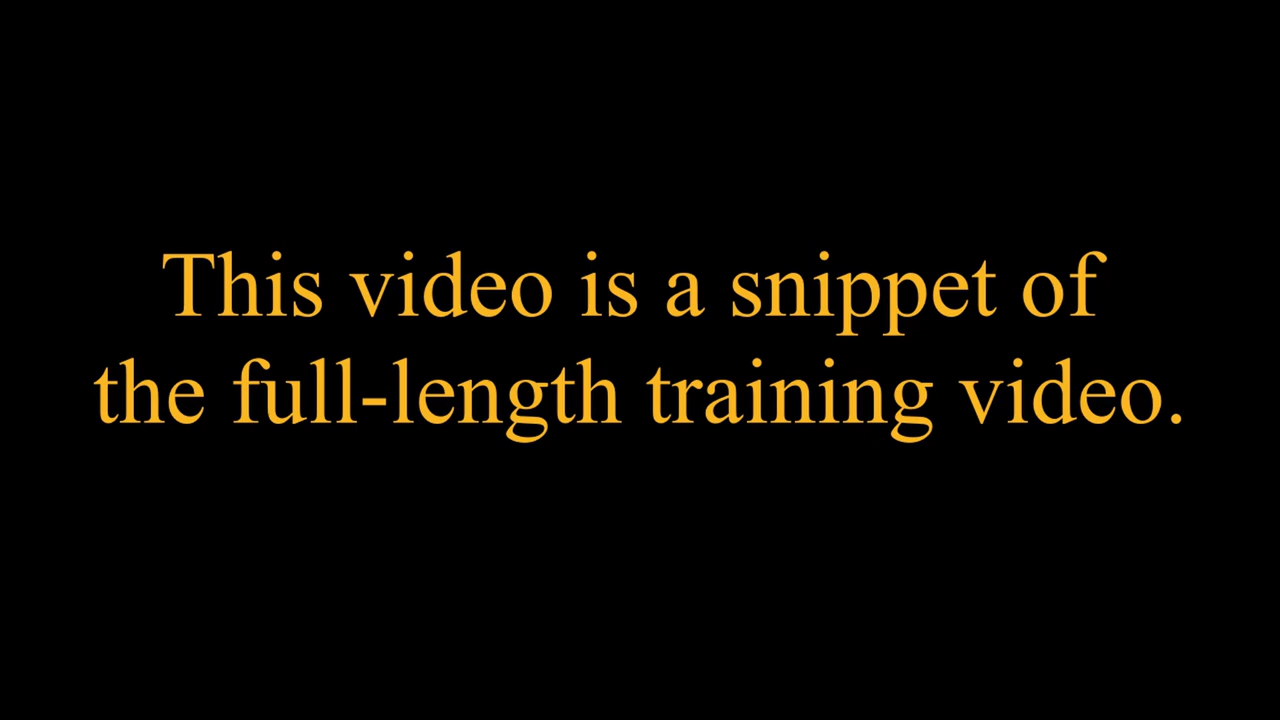 This video is a snippet of
the full-length training video.